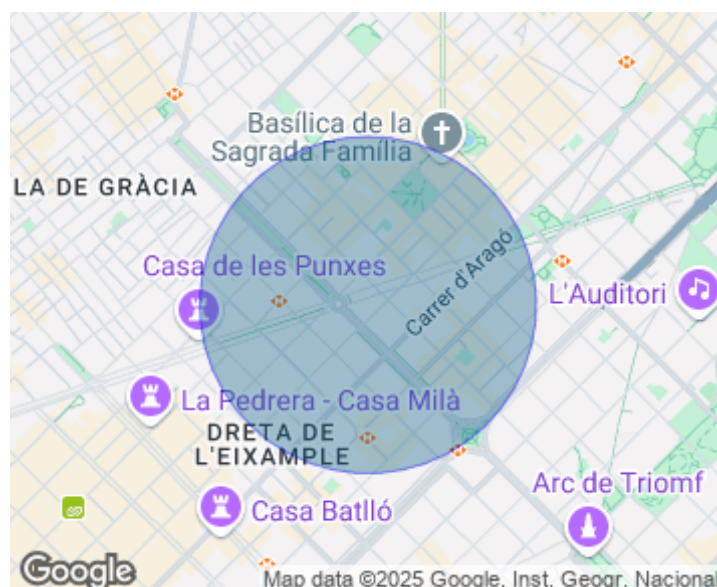 Basílica de la
Sagrada Família
LA DE GRÀCIA
Casa de les Punxes
Carrer d'Aragó
L'Auditori
La Pedrera - Casa Milà
DRETA DE
L'EIXAMPLE
Arc de Triomf
Casa Batlló
Google
Map data ©2025 Google, Inst. Geogr. Nacional